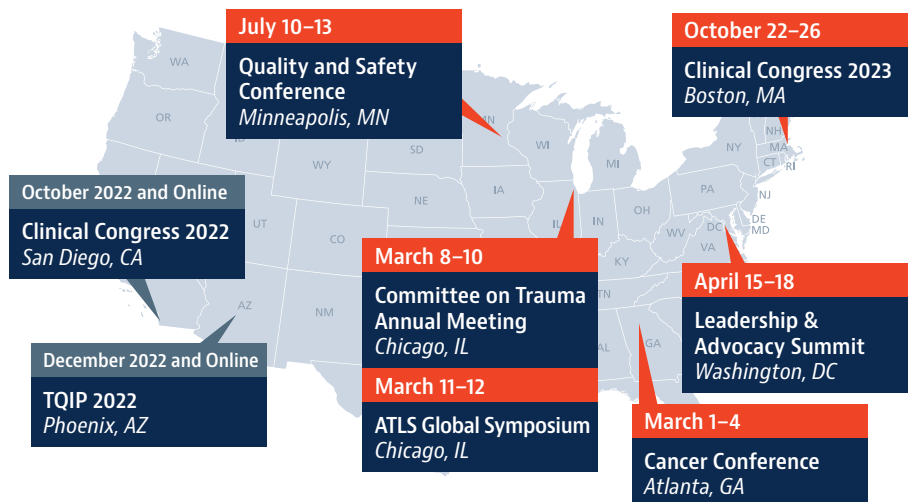 July 10–13
Quality and Safety
Conference
Minneapolis, MN
October 22–26
Clinical Congress 2023
Boston, MA
October 2022 and Online
Clinical Congress 2022
San Diego, CA
December 2022 and Online
TQIP 2022
Phoenix, AZ
March 8–10
Committee on Trauma
Annual Meeting
Chicago, IL
March 11–12
ATLS Global Symposium
Chicago, IL
April 15–18
Leadership &
Advocacy Summit
Washington, DC
March 1–4
Cancer Conference
Atlanta, GA
WA
OR
WY
UT
CO
AZ
NM
SD
NE
MN
IA
WI
MI
IN
OH
KY
WV
VA
PA
NY
NH
MA
CT
RI
NJ
DE
MD
DC
GA